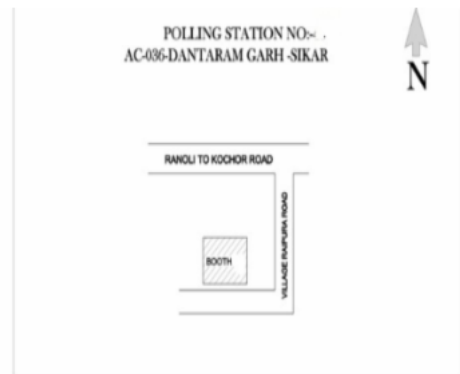 POLLING STATION NO:-
AC-036-DANTARAM GARH -SIKAR
N
RANOLI TO KOCHOR ROAD
VILLAGE RAIPURA ROAD
BOOTH